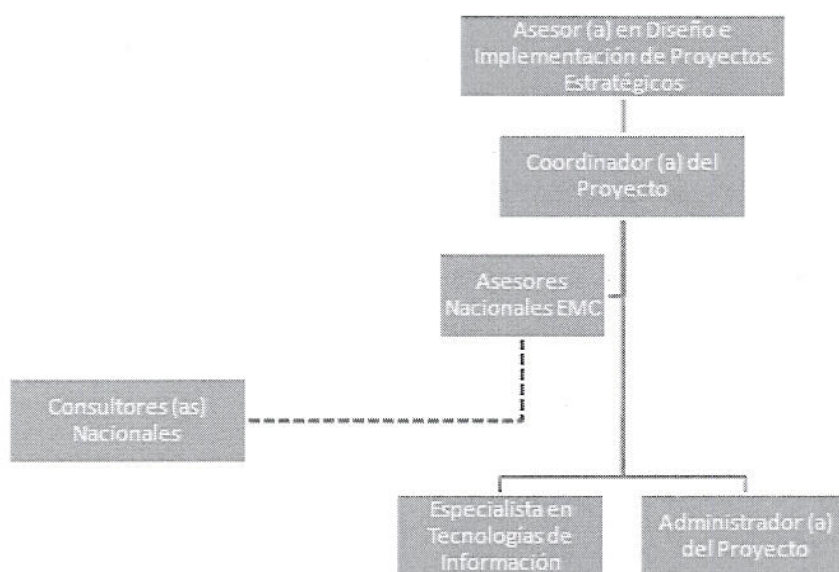 Asesor (a) en Diseño e
Implementación de Proyectos
Estratégicos
Coordinador (a) del
Proyecto
Asesores
Nacionales EMC
Consultores (as)
Nacionales
Especialista en
Tecnologías de
Información
Administrador (a)
del Proyecto